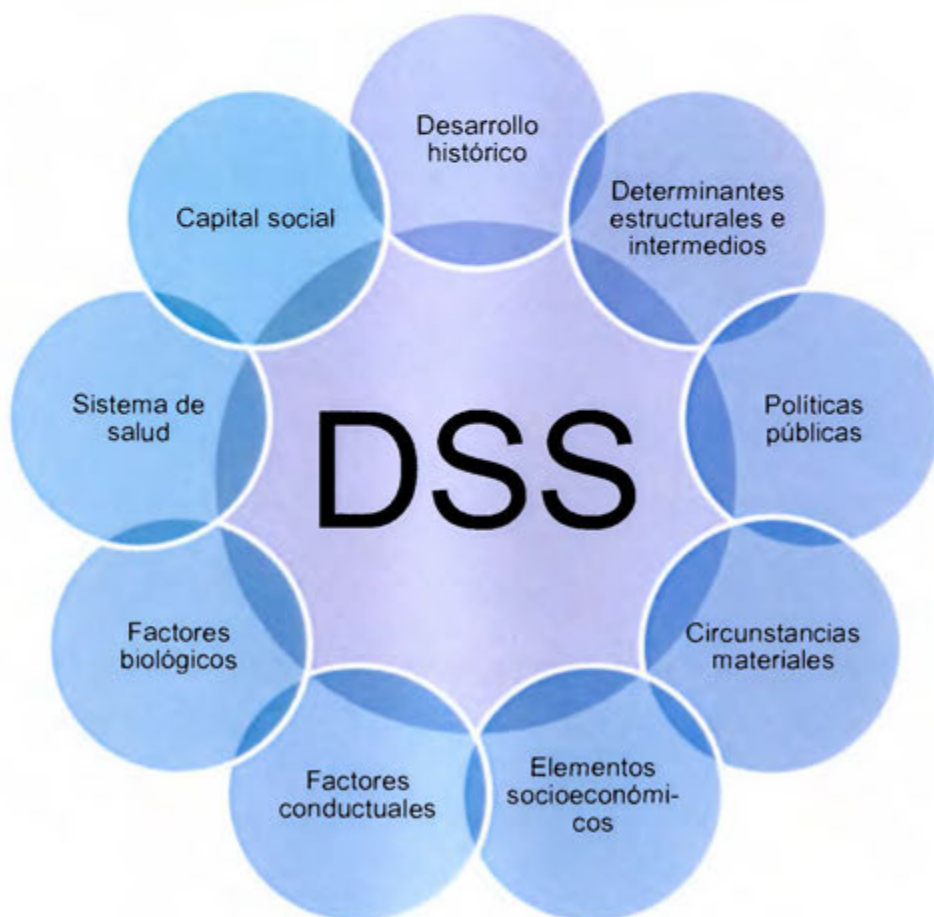 Desarrollo
histórico
Determinantes
estructurales e
intermedios
Políticas
públicas
Circunstancias
materiales
Elementos
socioeconómi-
cos
Factores
conductuales
Factores
biológicos
Sistema de
salud
Capital social
DSS